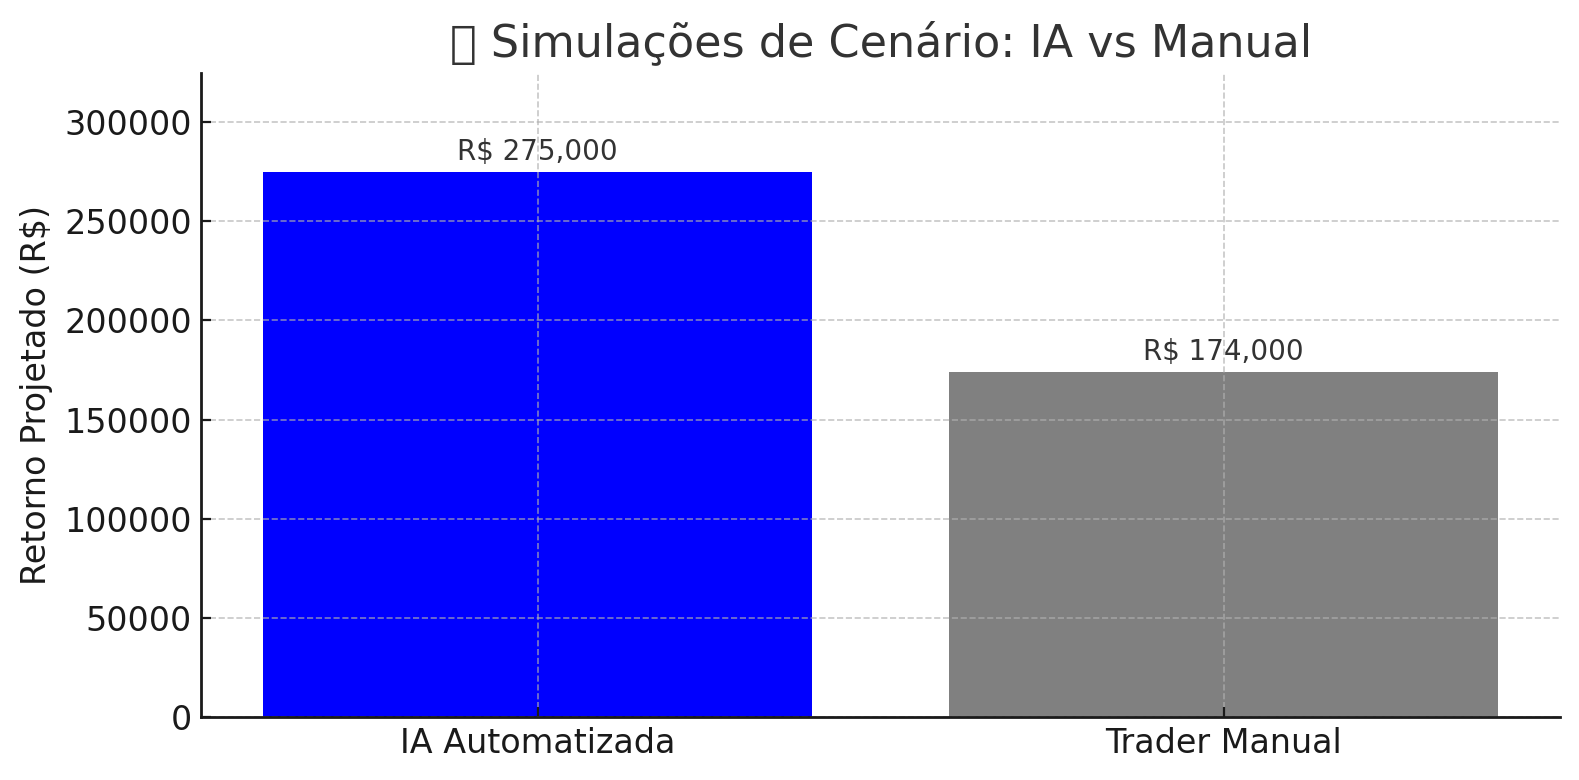 Simulações de Cenário: IA vs Manual
Retorno Projetado (R$)
300000
250000
200000
150000
100000
50000
0
R$ 275,000
R$ 174,000
IA Automatizada
Trader Manual